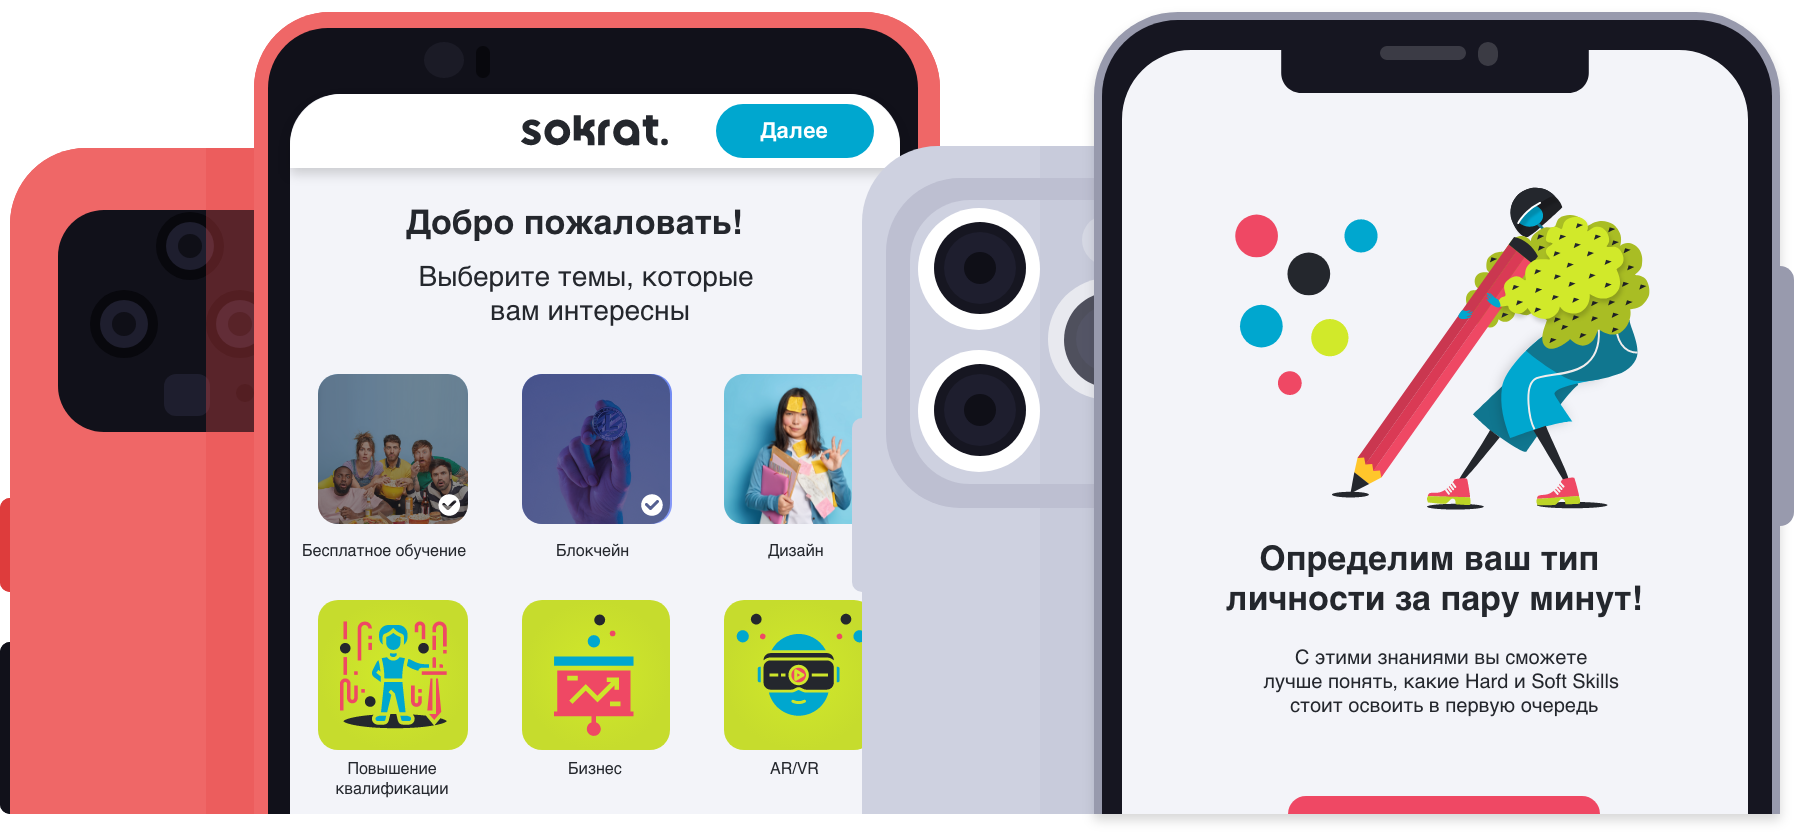 sokrat.
Далее
Добро пожаловать!
Выберите темы, которые
вам интересны
Бесплатное обучение
Блокчейн
Дизайн
Повышение
квалификации
Бизнес
AR/VR
Определим ваш тип
личности за пару минут!
С этими знаниями вы сможете
лучше понять, какие Hard и Soft Skills
стоит освоить в первую очередь